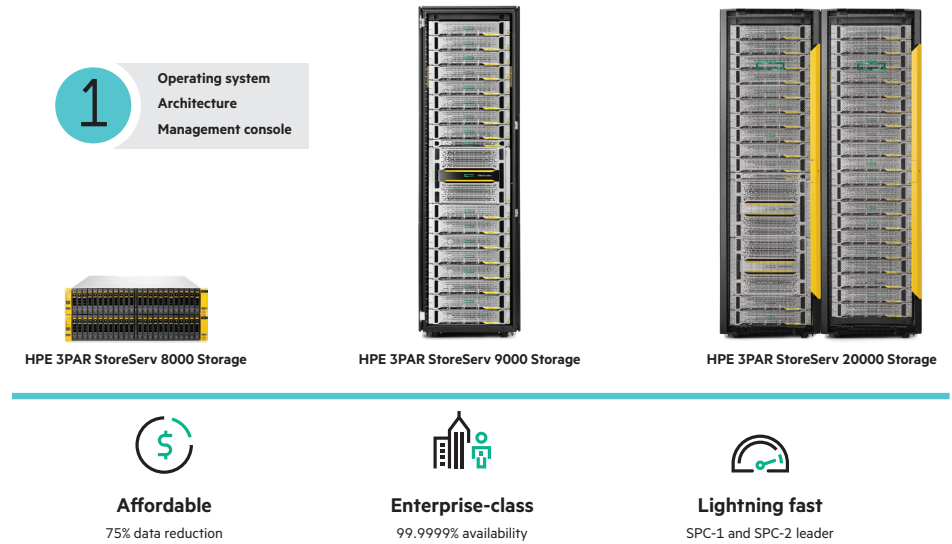 1
Operating system
Architecture
Management console
HPE 3PAR StoreServ 8000 Storage
HPE 3PAR StoreServ 9000 Storage
HPE 3PAR StoreServ 20000 Storage
$
Affordable
75% data reduction
Enterprise-class
99.9999% availability
Lightning fast
SPC-1 and SPC-2 leader